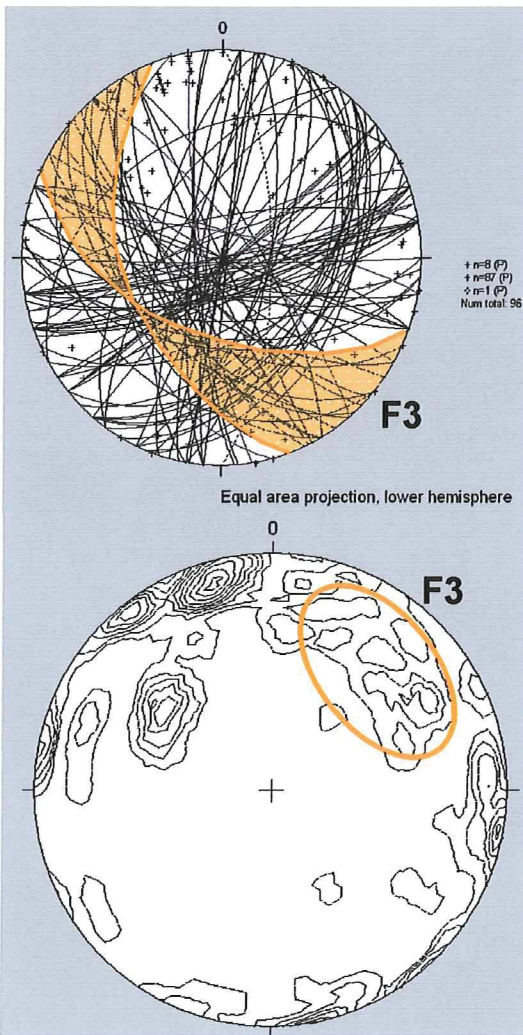 0
+ n=8 (P)
+ n=87 (P)
n=1 (P)
Num total: 96
F3
Equal area projection, lower hemisphere
0
F3